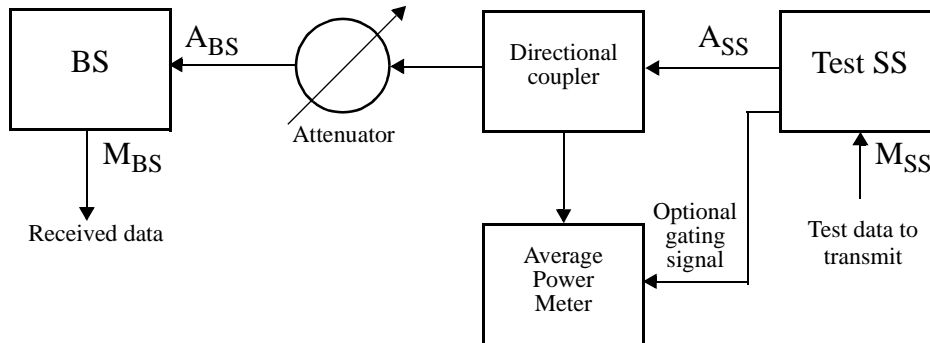 BS
A_BS
Attenuator
Directional
coupler
A_SS
Test SS
M_BS
M_SS
Received data
Optional
gating
signal
Test data to
transmit
Average
Power
Meter